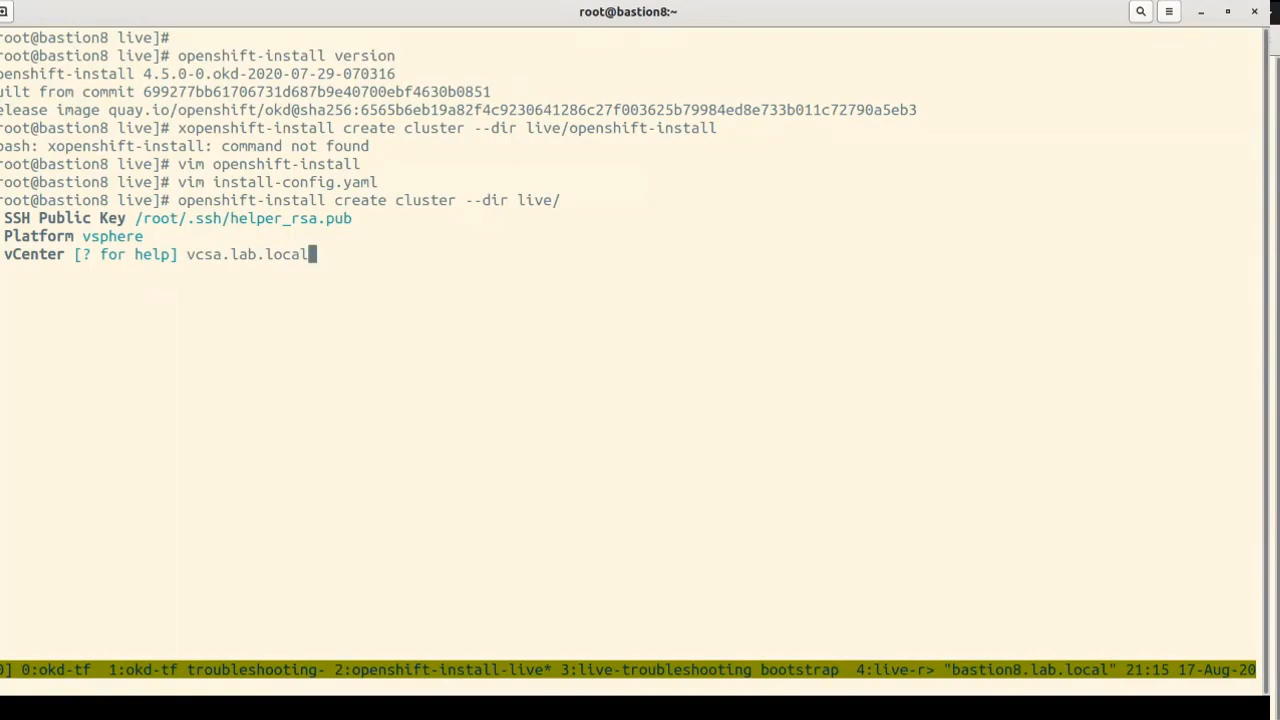 root@bastion8:~
root@bastion8 live]#
root@bastion8 live]# openshift-install version
penshift-install 4.5.0-0.okd-2020-07-29-070316
uilt from commit 699277bb61706731d687b9e40700ebf4630b0851
elease image quay.io/openshift/okd@sha256:6565b6eb19a82f4c9230641286c27f003625b79984ed8e733b011c72790a5eb3
root@bastion8 live]# xopenshift-install create cluster --dir live/openshift-install
bash: xopenshift-install: command not found
root@bastion8 live]# vim openshift-install
root@bastion8 live]# vim install-config.yaml
root@bastion8 live]# openshift-install create cluster --dir live/
SSH Public Key /root/.ssh/helper_rsa.pub
Platform vsphere
vCenter [? for help] vcsa.lab.local
0] 0:okd-tf 1:okd-tf troubleshooting- 2:openshift-install-live* 3:live-troubleshooting bootstrap 4:live-r> "bastion8.lab.local" 21:15 17-Aug-20